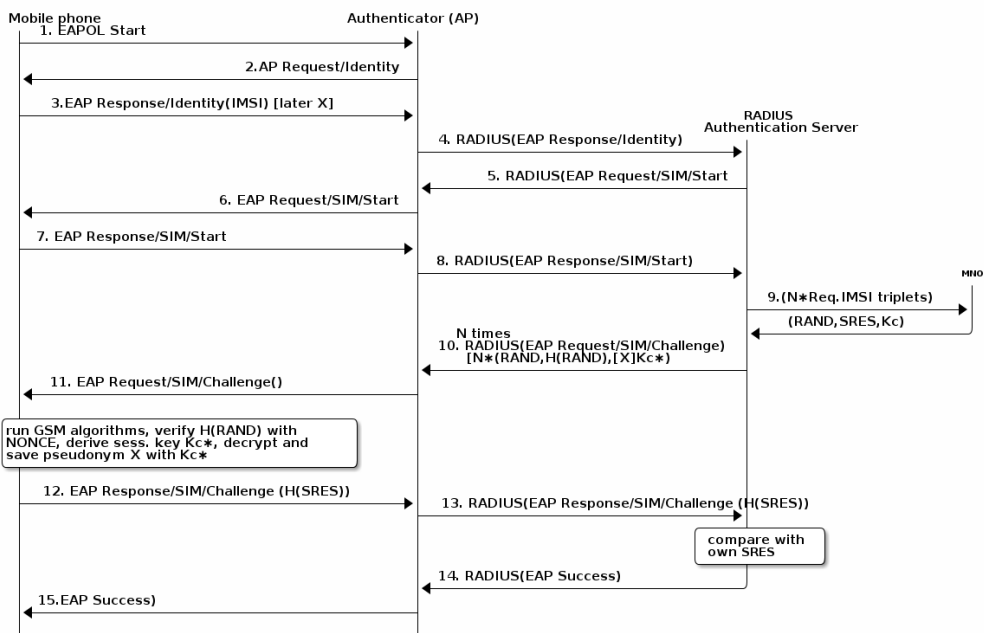 Mobile phone
Authenticator (AP)
1. EAPOL Start
2.AP Request/Identity
3.EAP Response/Identity(IMSI) [later X]
RADIUS
Authentication Server
4. RADIUS(EAP Response/Identity)
5. RADIUS(EAP Request/SIM/Start
6. EAP Request/SIM/Start
7. EAP Response/SIM/Start
8. RADIUS(EAP Response/SIM/Start)
MNO
9.(N*Req.IMSI triplets)
(RAND,SRES,Kc)
N times
10. RADIUS(EAP Request/SIM/Challenge)
[N*(RAND,H(RAND),[X]Kc*)
11. EAP Request/SIM/Challenge()
run GSM algorithms, verify H(RAND) with
NONCE, derive sess. key Kc*, decrypt and
save pseudonym X with Kc*
12. EAP Response/SIM/Challenge (H(SRES))
13. RADIUS(EAP Response/SIM/Challenge (H(SRES))
compare with
own SRES
14. RADIUS(EAP Success)
15.EAP Success)